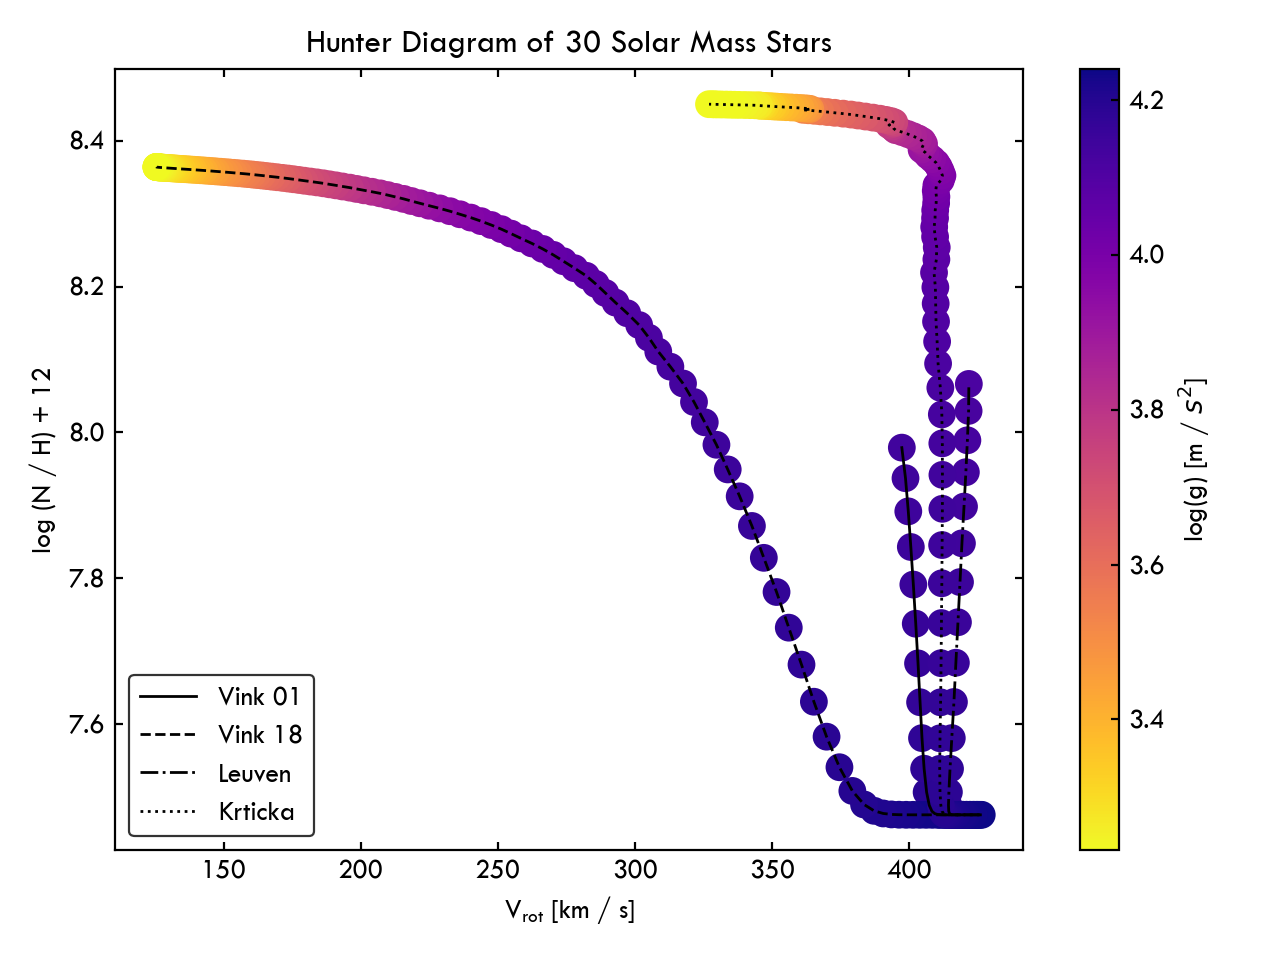 Hunter Diagram of 30 Solar Mass Stars
log (N / H) + 12
8.4
8.2
8.0
7.8
7.6
Vink 01
Vink 18
Leuven
Krticka
150 200 250 300 350 400
V_rot [km / s]
4.2
4.0
3.8
3.6
3.4
log(g) [m / s²]